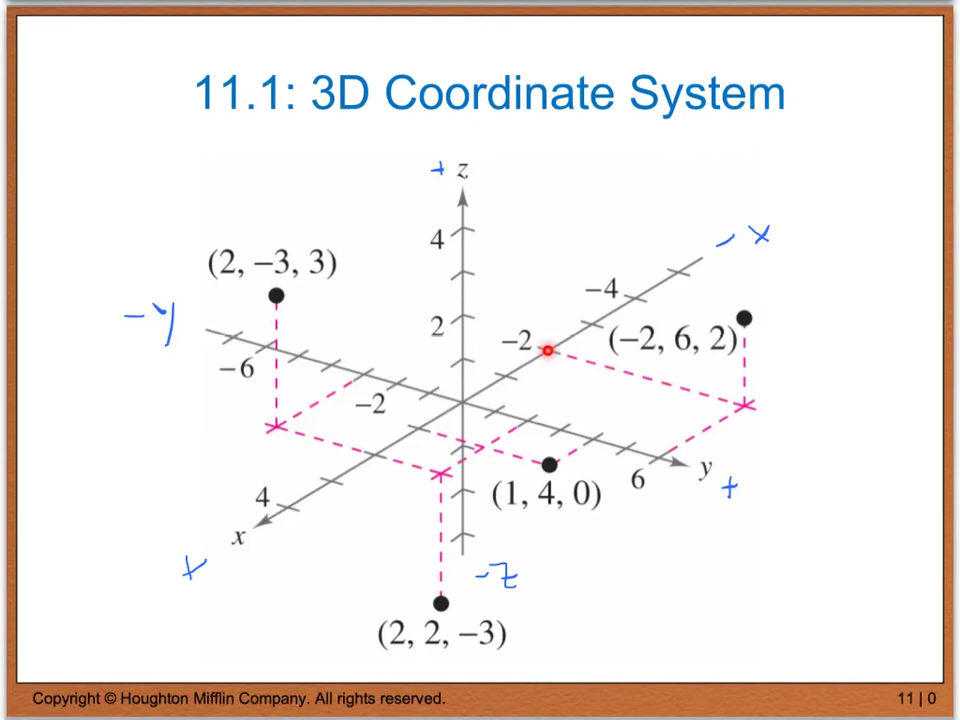 11.1: 3D Coordinate System
+ z
- x
4
(2, −3, 3)
−4
-y
2
−2
(−2, 6, 2)
−6
−2
y
6
+
4
(1, 4, 0)
x
+
-z
(2, 2, −3)
Copyright © Houghton Mifflin Company. All rights reserved.
11 | 0